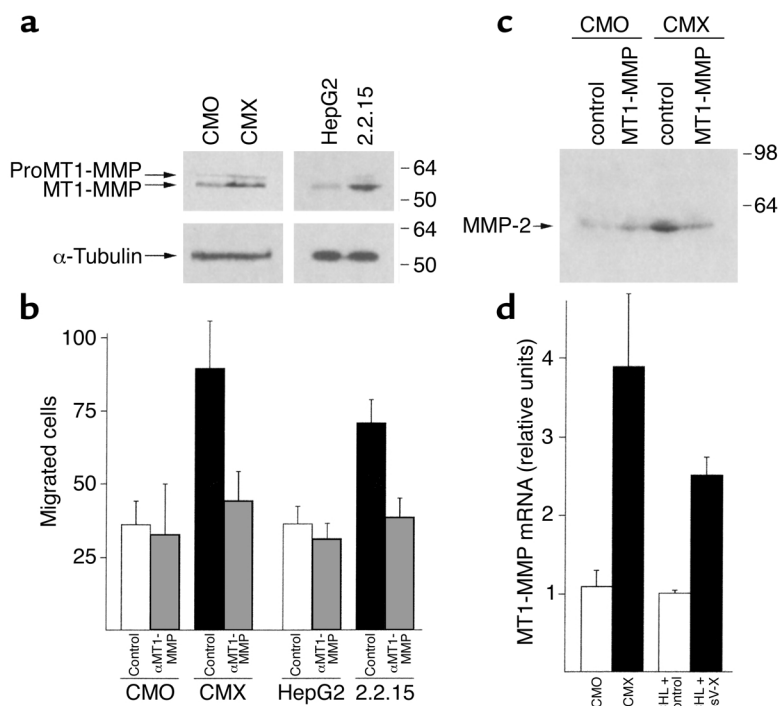 a
CMO
CMX
HepG2
2.2.15
ProMT1-MMP
MT1-MMP
64
50
α-Tubulin
64
50
c
CMO CMX
control
MT1-MMP
control
MT1-MMP
98
64
MMP-2
b
Migrated cells
100
75
50
25
Control
αMT1-
MMP
Control
αMT1-
MMP
Control
αMT1-
MMP
Control
αMT1-
MMP
CMO CMX HepG2 2.2.15
d
MT1-MMP mRNA (relative units)
4
3
2
1
CMO
CMX
HL +
HL +
sV-X